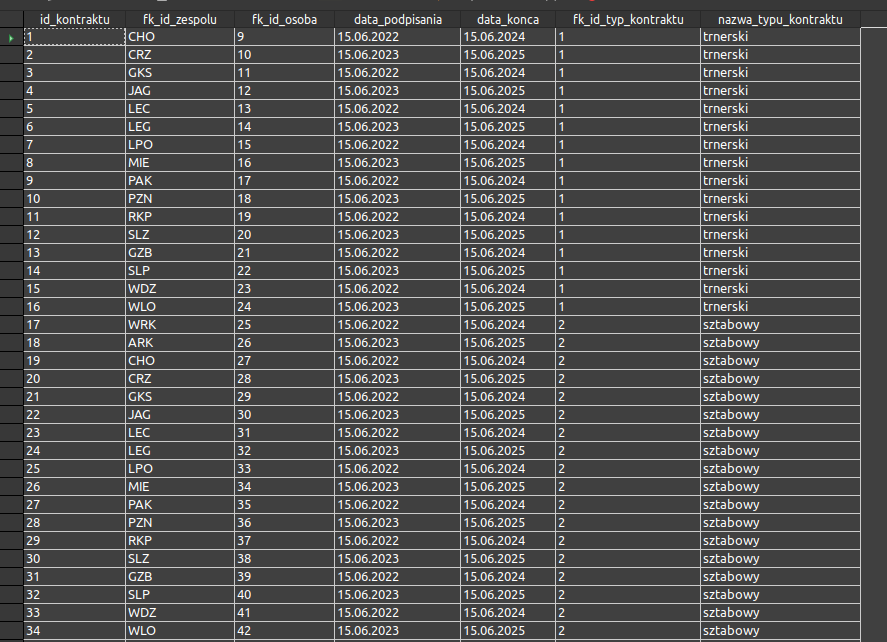 id_kontraktu fk_id_zespolu fk_id_osoba data_podpisania data_konca fk_id_typ_kontraktu nazwa_typu_kontraktu
1 CHO 9 15.06.2022 15.06.2024 1 trnerski
2 CRZ 10 15.06.2023 15.06.2025 1 trnerski
3 GKS 11 15.06.2022 15.06.2024 1 trnerski
4 JAG 12 15.06.2023 15.06.2025 1 trnerski
5 LEC 13 15.06.2022 15.06.2024 1 trnerski
6 LEG 14 15.06.2023 15.06.2025 1 trnerski
7 LPO 15 15.06.2022 15.06.2024 1 trnerski
8 MIE 16 15.06.2023 15.06.2025 1 trnerski
9 PAK 17 15.06.2022 15.06.2024 1 trnerski
10 PZN 18 15.06.2023 15.06.2025 1 trnerski
11 RKP 19 15.06.2022 15.06.2024 1 trnerski
12 SLZ 20 15.06.2023 15.06.2025 1 trnerski
13 GZB 21 15.06.2022 15.06.2024 1 trnerski
14 SLP 22 15.06.2023 15.06.2025 1 trnerski
15 WDZ 23 15.06.2022 15.06.2024 1 trnerski
16 WLO 24 15.06.2023 15.06.2025 1 trnerski
17 WRK 25 15.06.2022 15.06.2024 2 sztabowy
18 ARK 26 15.06.2023 15.06.2025 2 sztabowy
19 CHO 27 15.06.2022 15.06.2024 2 sztabowy
20 CRZ 28 15.06.2023 15.06.2025 2 sztabowy
21 GKS 29 15.06.2022 15.06.2024 2 sztabowy
22 JAG 30 15.06.2023 15.06.2025 2 sztabowy
23 LEC 31 15.06.2022 15.06.2024 2 sztabowy
24 LEG 32 15.06.2023 15.06.2025 2 sztabowy
25 LPO 33 15.06.2022 15.06.2024 2 sztabowy
26 MIE 34 15.06.2023 15.06.2025 2 sztabowy
27 PAK 35 15.06.2022 15.06.2024 2 sztabowy
28 PZN 36 15.06.2023 15.06.2025 2 sztabowy
29 RKP 37 15.06.2022 15.06.2024 2 sztabowy
30 SLZ 38 15.06.2023 15.06.2025 2 sztabowy
31 GZB 39 15.06.2022 15.06.2024 2 sztabowy
32 SLP 40 15.06.2023 15.06.2025 2 sztabowy
33 WDZ 41 15.06.2022 15.06.2024 2 sztabowy
34 WLO 42 15.06.2023 15.06.2025 2 sztabowy